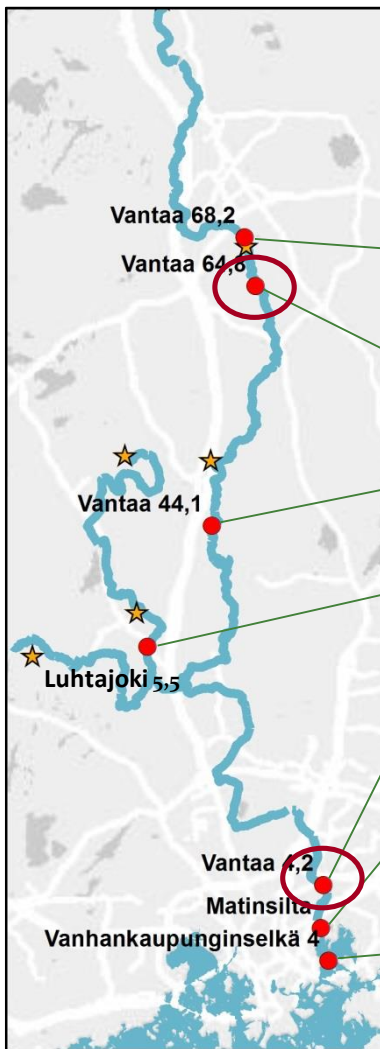 Vantaa 68,2
Vantaa 64,8
Vantaa 44,1
Luhtajoki 5,5
Vantaa 4,2
Matinsilta
Vanhankaupunginselkä 4